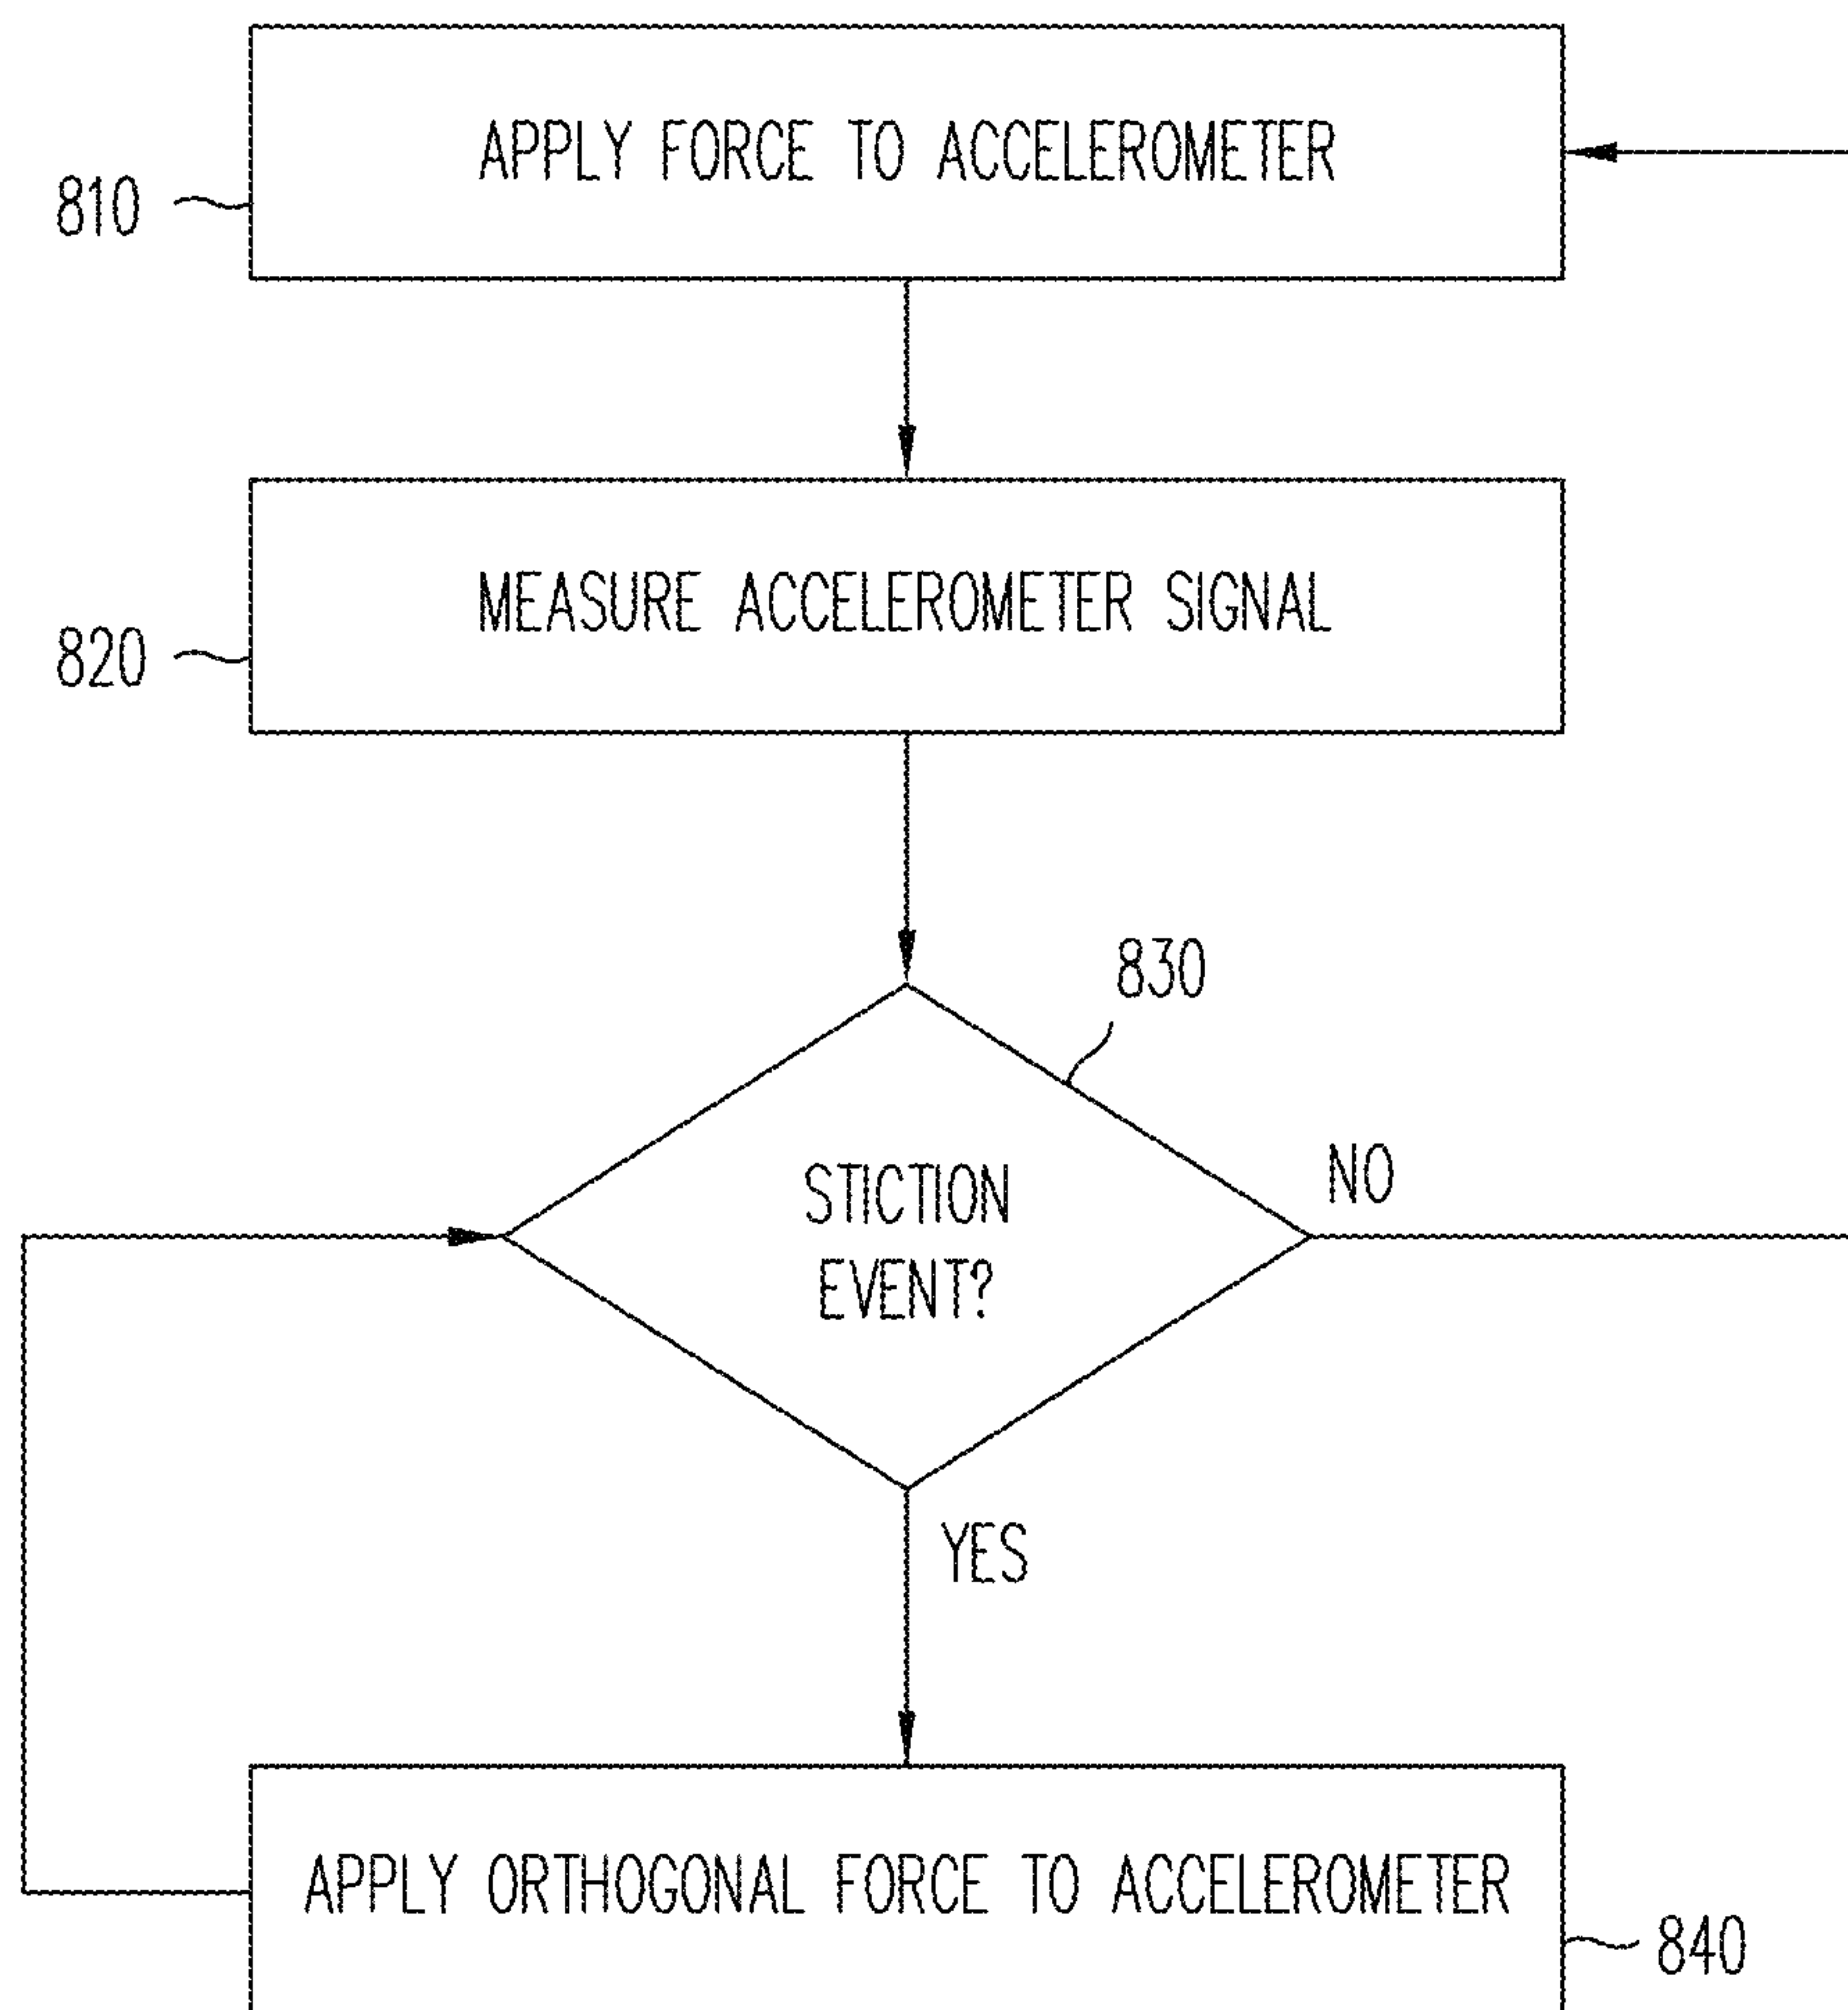 APPLY FORCE TO ACCELEROMETER
810
MEASURE ACCELEROMETER SIGNAL
820
830
STICTION
EVENT?
NO
YES
APPLY ORTHOGONAL FORCE TO ACCELEROMETER
840